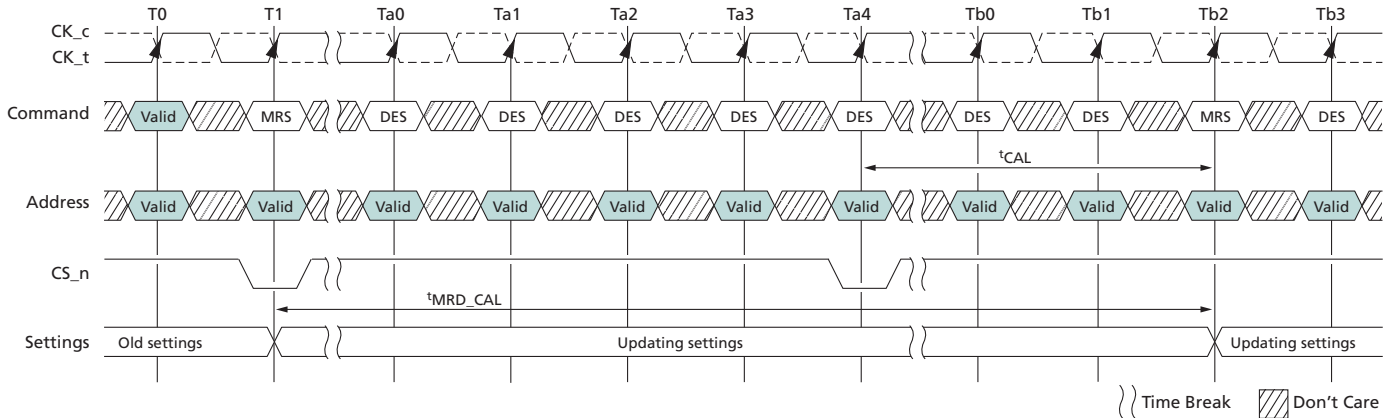 T0 T1 Ta0 Ta1 Ta2 Ta3 Ta4 Tb0 Tb1 Tb2 Tb3
CK_c
CK_t
Command Valid MRS DES DES DES DES DES DES DES MRS DES
tCAL
Address Valid Valid Valid Valid Valid Valid Valid Valid Valid Valid Valid
CS_n
tMRD_CAL
Settings Old settings Updating settings Updating settings
Time Break Don't Care